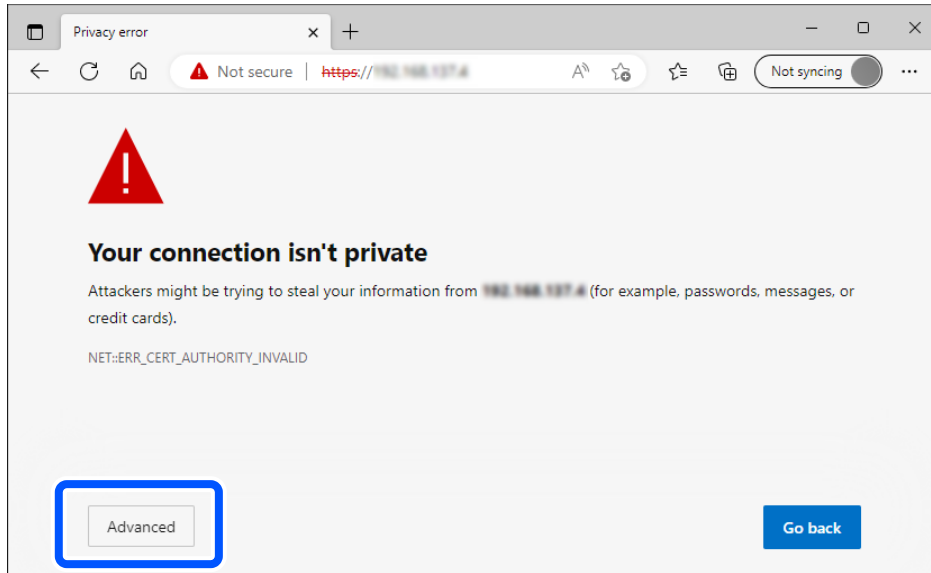 Privacy error
Not secure https://
Not syncing
Your connection isn't private
Attackers might be trying to steal your information from (for example, passwords, messages, or
credit cards).
NET::ERR_CERT_AUTHORITY_INVALID
Advanced
Go back